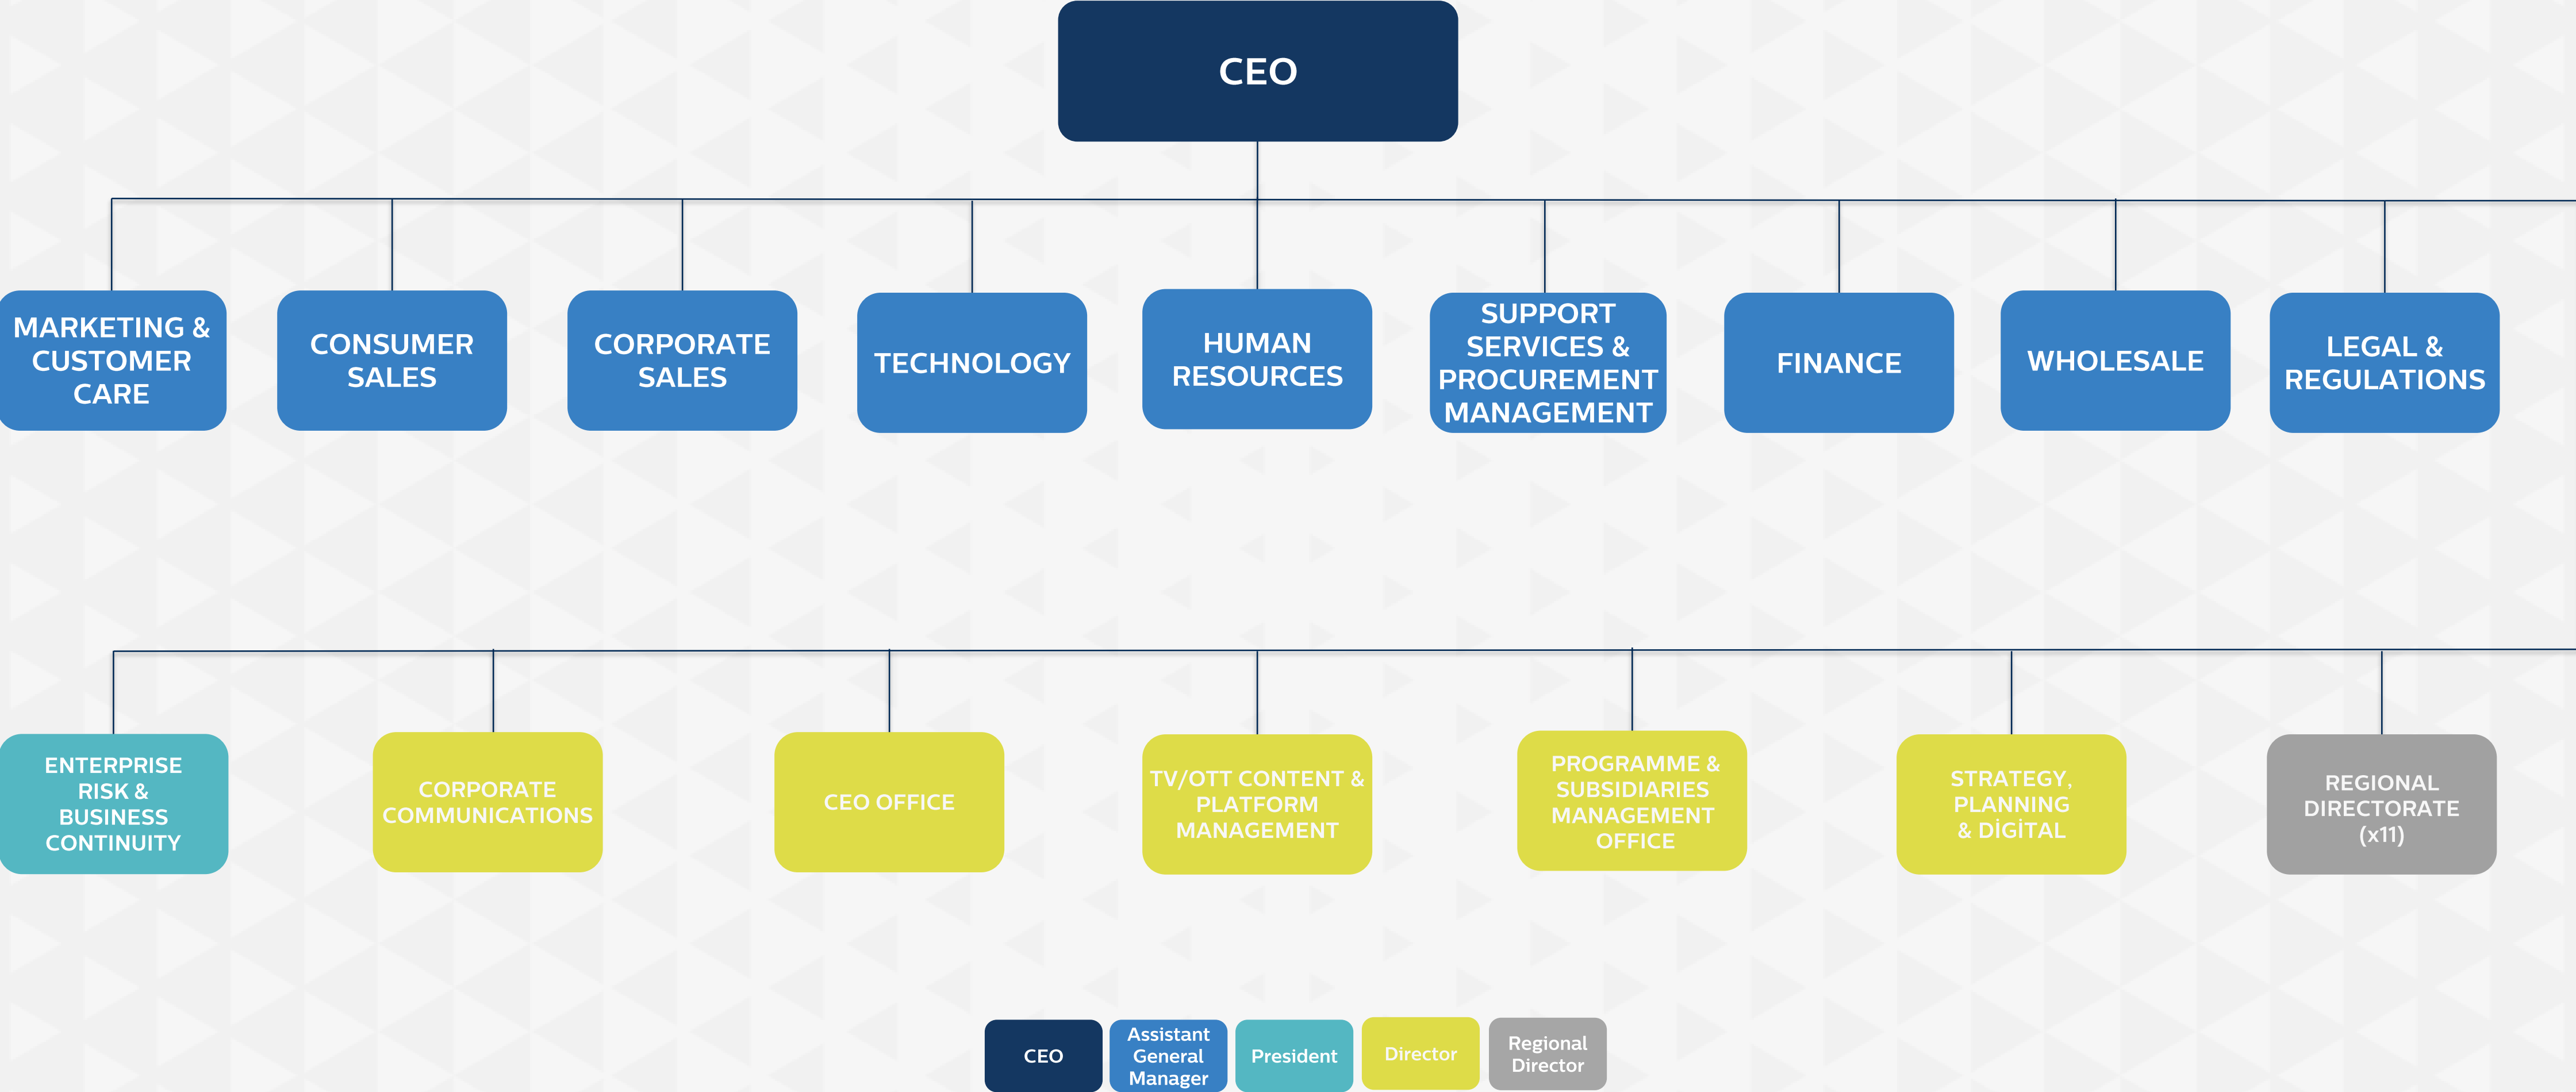 CEO
MARKETING &
CUSTOMER
CARE
CONSUMER
SALES
CORPORATE
SALES
TECHNOLOGY
HUMAN
RESOURCES
SUPPORT
SERVICES &
PROCUREMENT
MANAGEMENT
FINANCE
WHOLESALE
LEGAL &
REGULATIONS
ENTERPRISE
RISK &
BUSINESS
CONTINUITY
CORPORATE
COMMUNICATIONS
CEO OFFICE
TV/OTT CONTENT &
PLATFORM
MANAGEMENT
PROGRAMME &
SUBSIDIARIES
MANAGEMENT
OFFICE
STRATEGY,
PLANNING
& DİGİTAL
REGIONAL
DIRECTORATE
(x11)
CEO
Assistant
General
Manager
President
Director
Regional
Director